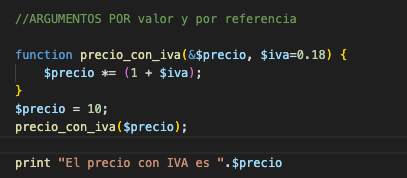 //ARGUMENTOS POR valor y por referencia
function precio_con_iva(&$precio, $iva=0.18) {
$precio *= (1 + $iva);
}
$precio = 10;
precio_con_iva($precio);
print "El precio con IVA es ".$precio